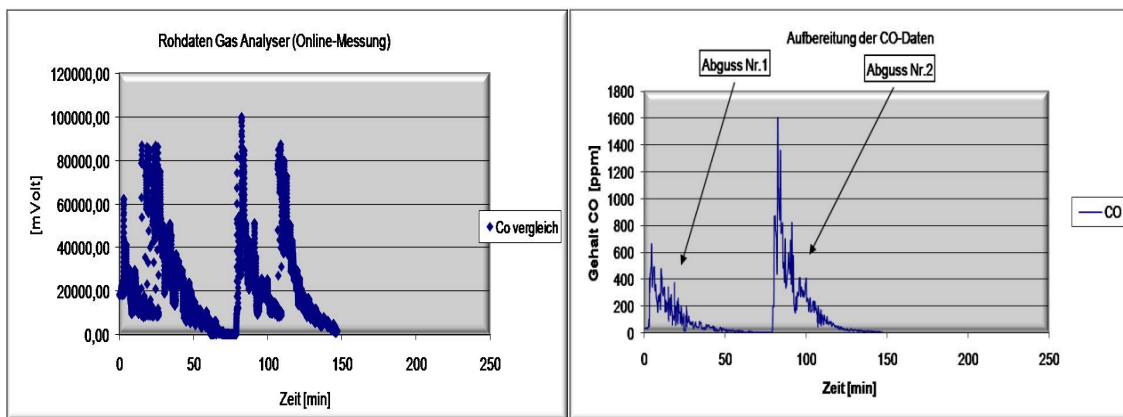 Rohdaten Gas Analyser (Online-Messung)
120000,00
100000,00
80000,00
60000,00
40000,00
20000,00
0,00
[mVolt]
0 50 100 150 200 250
Zeit [min]
Co vergleich
Aufbereitung der CO-Daten
Abguss Nr.1
Abguss Nr.2
1800
1600
1400
1200
1000
800
600
400
200
0
Gehalt CO [ppm]
0 50 100 150 200 250
Zeit [min]
CO